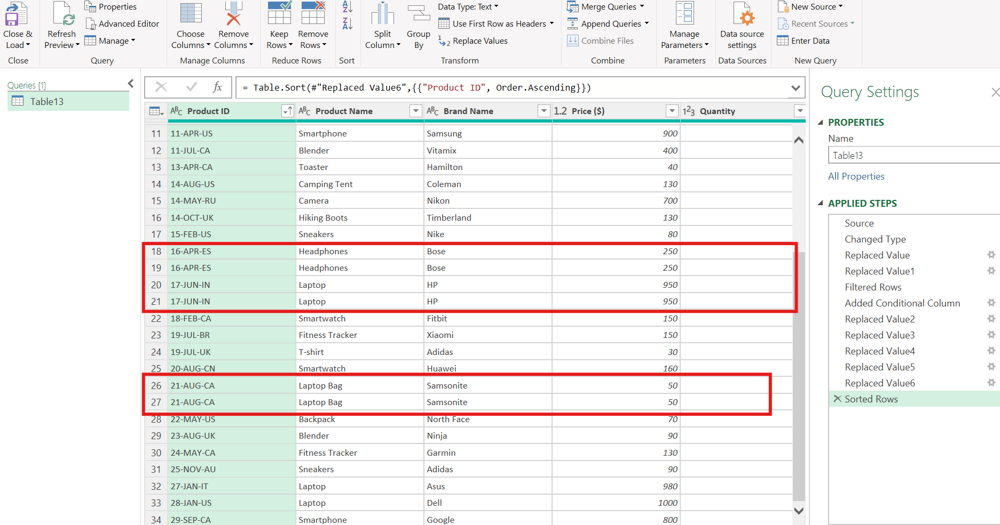 Close & Load
Refresh Preview
Properties
Advanced Editor
Manage
Choose Columns
Remove Columns
Keep Rows
Remove Rows
A
Z
Z
A
Split Column
Group By
Data Type: Text
Use First Row as Headers
1 2 Replace Values
Merge Queries
Append Queries
Combine Files
Manage Parameters
Data source settings
New Source
Recent Sources
Enter Data
Close Query Manage Columns Reduce Rows Sort Transform Combine Parameters Data Sources New Query
Queries [1]
Table13
fx = Table.Sort(#"Replaced Value6",{{"Product ID", Order.Ascending}})
ABC Product ID ABC Product Name ABC Brand Name 1.2 Price ($) 123 Quantity
11 11-APR-US Smartphone Samsung 900
12 11-JUL-CA Blender Vitamix 400
13 13-APR-CA Toaster Hamilton 40
14 14-AUG-US Camping Tent Coleman 130
15 14-MAY-RU Camera Nikon 700
16 14-OCT-UK Hiking Boots Timberland 130
17 15-FEB-US Sneakers Nike 80
18 16-APR-ES Headphones Bose 250
19 16-APR-ES Headphones Bose 250
20 17-JUN-IN Laptop HP 950
21 17-JUN-IN Laptop HP 950
22 18-FEB-CA Smartwatch Fitbit 150
23 19-JUL-BR Fitness Tracker Xiaomi 150
24 19-JUL-UK T-shirt Adidas 30
25 20-AUG-CN Smartwatch Huawei 160
26 21-AUG-CA Laptop Bag Samsonite 50
27 21-AUG-CA Laptop Bag Samsonite 50
28 22-MAY-US Backpack North Face 70
29 23-AUG-UK Blender Ninja 90
30 24-MAY-CA Fitness Tracker Garmin 130
31 25-NOV-AU Sneakers Adidas 90
32 27-JAN-IT Laptop Asus 980
33 28-JAN-US Laptop Dell 1000
34 29-SEP-CA Smartphone Google 800
Query Settings
PROPERTIES
Name
Table13
All Properties
APPLIED STEPS
Source
Changed Type
Replaced Value
Replaced Value1
Filtered Rows
Added Conditional Column
Replaced Value2
Replaced Value3
Replaced Value4
Replaced Value5
Replaced Value6
Sorted Rows